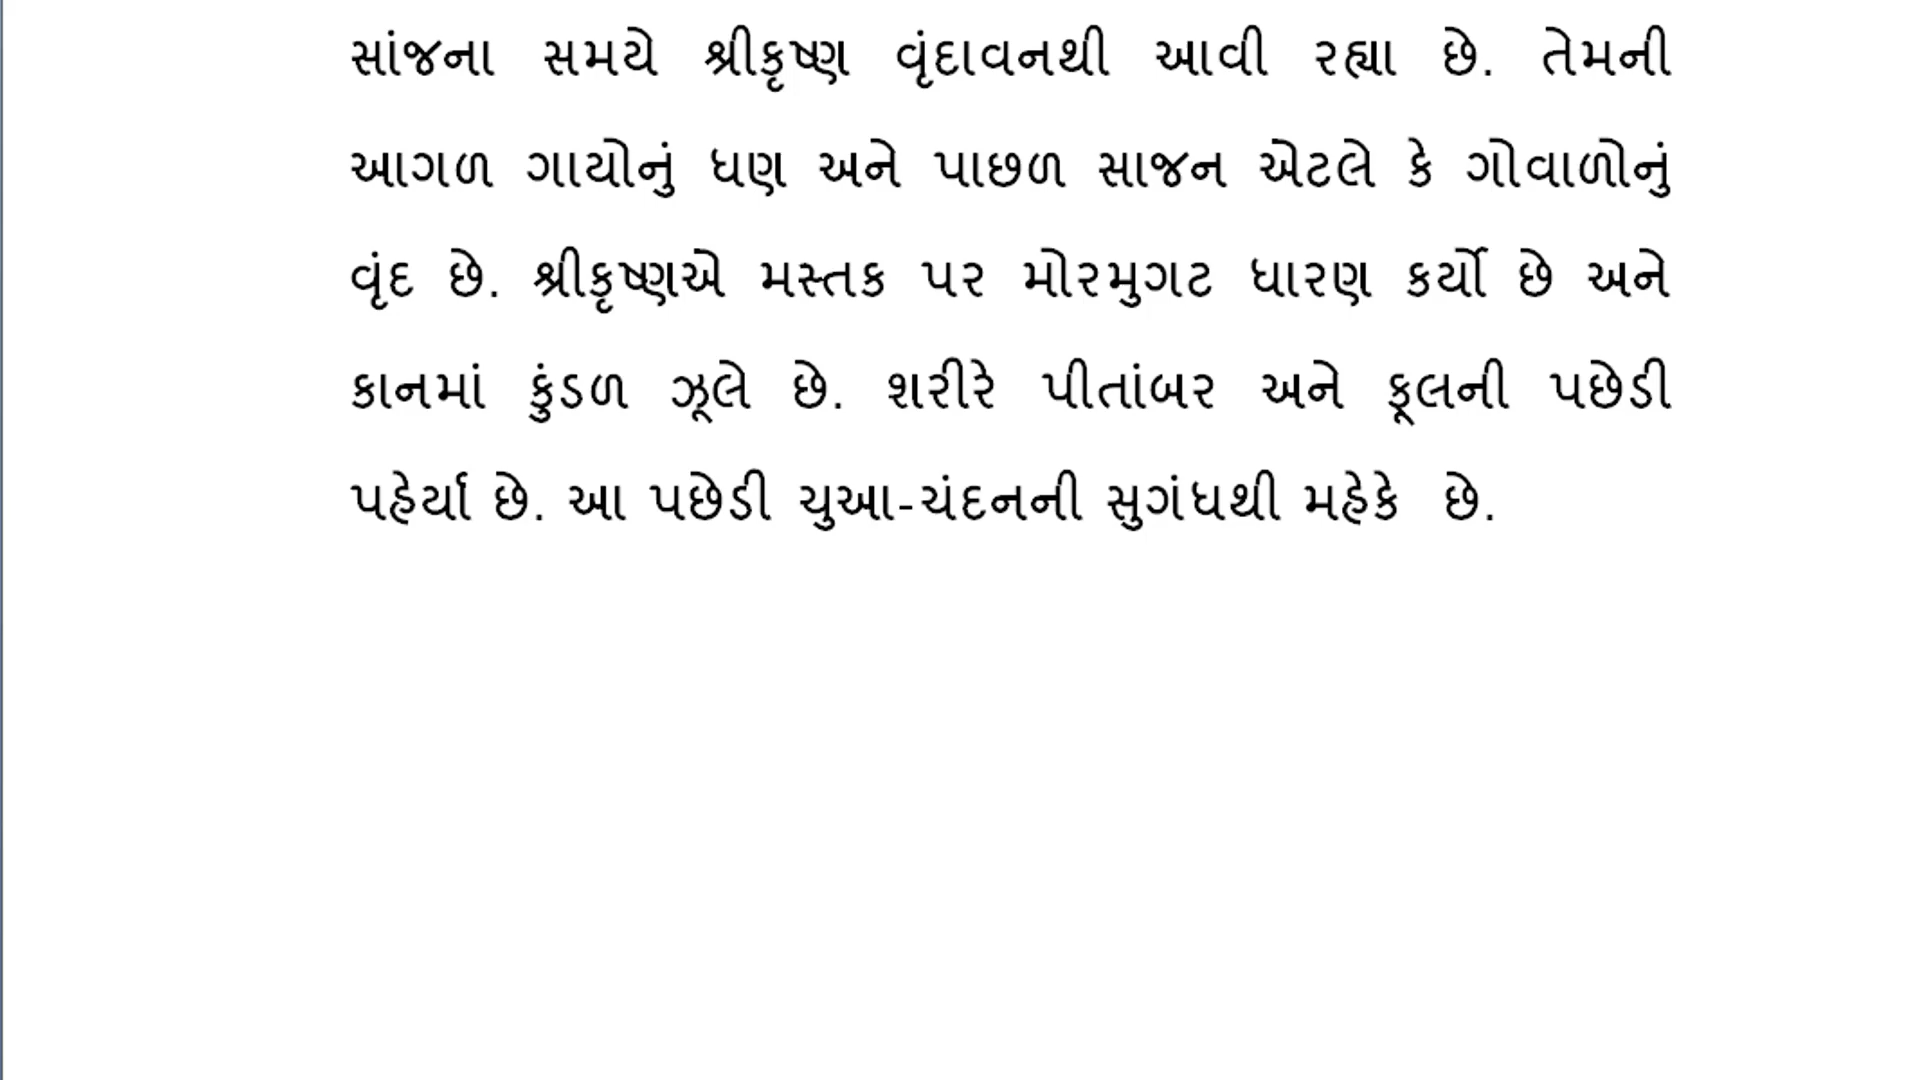 સાંજના સમયે શ્રીકૃષ્ણ વૃંદાવનથી આવી રહ્યા છે. તેમની
આગળ ગાયોનું ધણ અને પાછળ સાજન એટલે કે ગોવાળોનું
વૃંદ છે. શ્રીકૃષ્ણએ મસ્તક પર મોરમુગટ ધારણ કર્યો છે અને
કાનમાં કુંડળ ઝૂલે છે. શરીરે પીતાંબર અને ફૂલની પછેડી
પહેર્યા છે. આ પછેડી ચુઆ-ચંદનની સુગંધથી મહેકે છે.